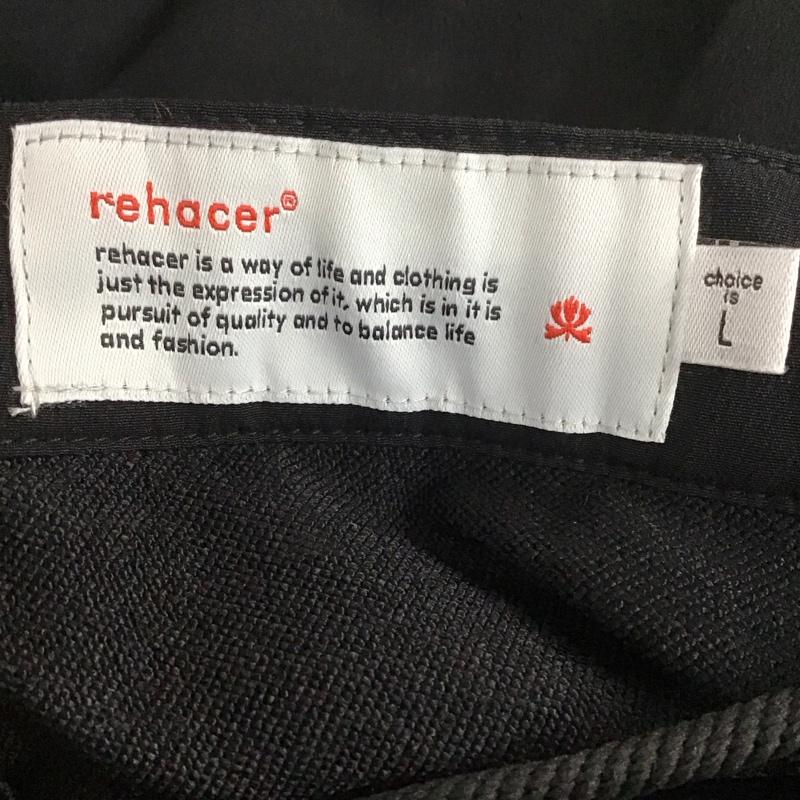 rehacer®
rehacer is a way of life and clothing is
just the expression of it, which is in it is
pursuit of quality and to balance life
and fashion.
choice
is
L